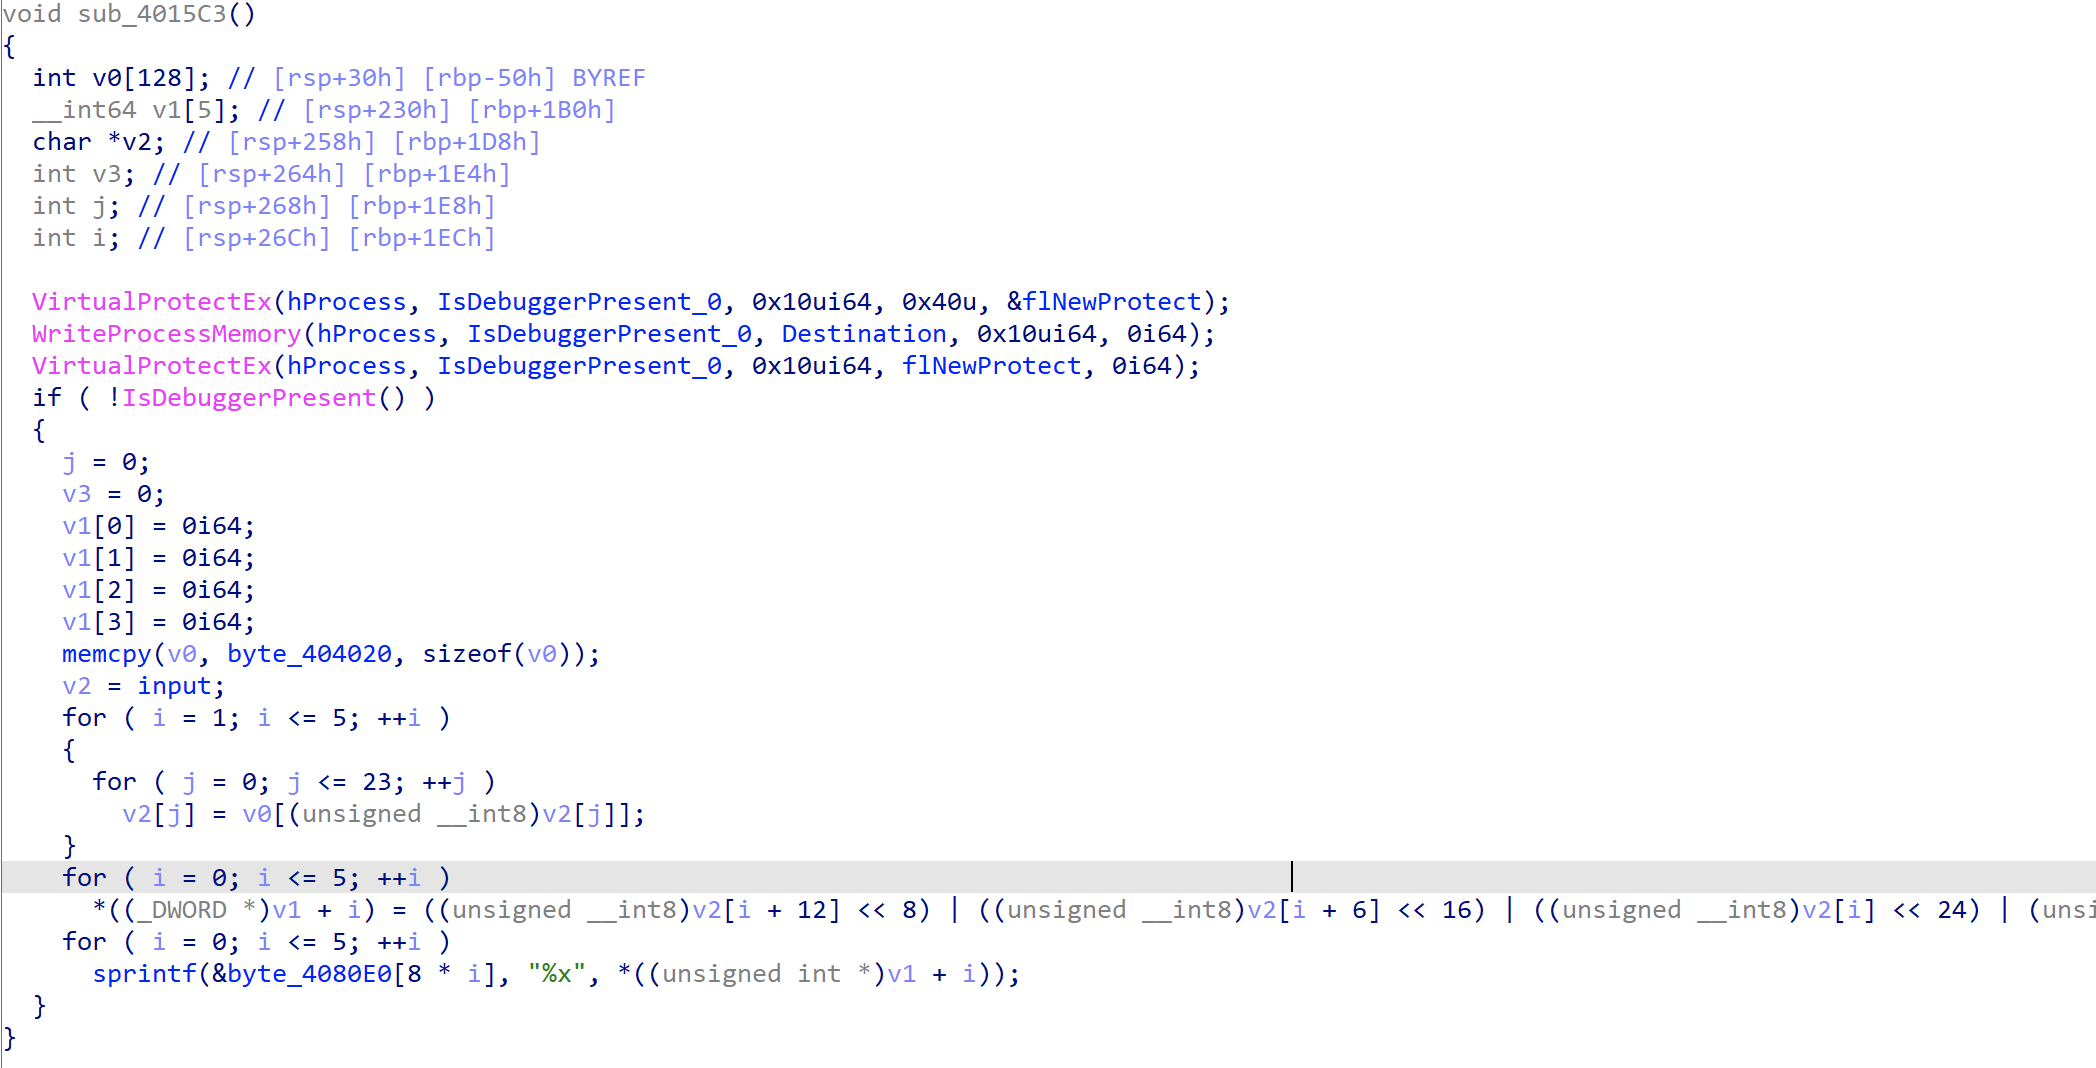 void sub_4015C3()
{
  int v0[128]; // [rsp+30h] [rbp-50h] BYREF
  __int64 v1[5]; // [rsp+230h] [rbp+1B0h]
  char *v2; // [rsp+258h] [rbp+1D8h]
  int v3; // [rsp+264h] [rbp+1E4h]
  int j; // [rsp+268h] [rbp+1E8h]
  int i; // [rsp+26Ch] [rbp+1ECh]

  VirtualProtectEx(hProcess, IsDebuggerPresent_0, 0x10ui64, 0x40u, &flNewProtect);
  WriteProcessMemory(hProcess, IsDebuggerPresent_0, Destination, 0x10ui64, 0i64);
  VirtualProtectEx(hProcess, IsDebuggerPresent_0, 0x10ui64, flNewProtect, 0i64);
  if ( !IsDebuggerPresent() )
  {
    j = 0;
    v3 = 0;
    v1[0] = 0i64;
    v1[1] = 0i64;
    v1[2] = 0i64;
    v1[3] = 0i64;
    memcpy(v0, byte_404020, sizeof(v0));
    v2 = input;
    for ( i = 1; i <= 5; ++i )
    {
      for ( j = 0; j <= 23; ++j )
        v2[j] = v0[(unsigned __int8)v2[j]];
    }
    for ( i = 0; i <= 5; ++i )
      *((_DWORD *)v1 + i) = ((unsigned __int8)v2[i + 12] << 8) | ((unsigned __int8)v2[i + 6] << 16) | ((unsigned __int8)v2[i] << 24) | (
    for ( i = 0; i <= 5; ++i )
      sprintf(&byte_4080E0[8 * i], "%x", *((unsigned int *)v1 + i));
  }
}